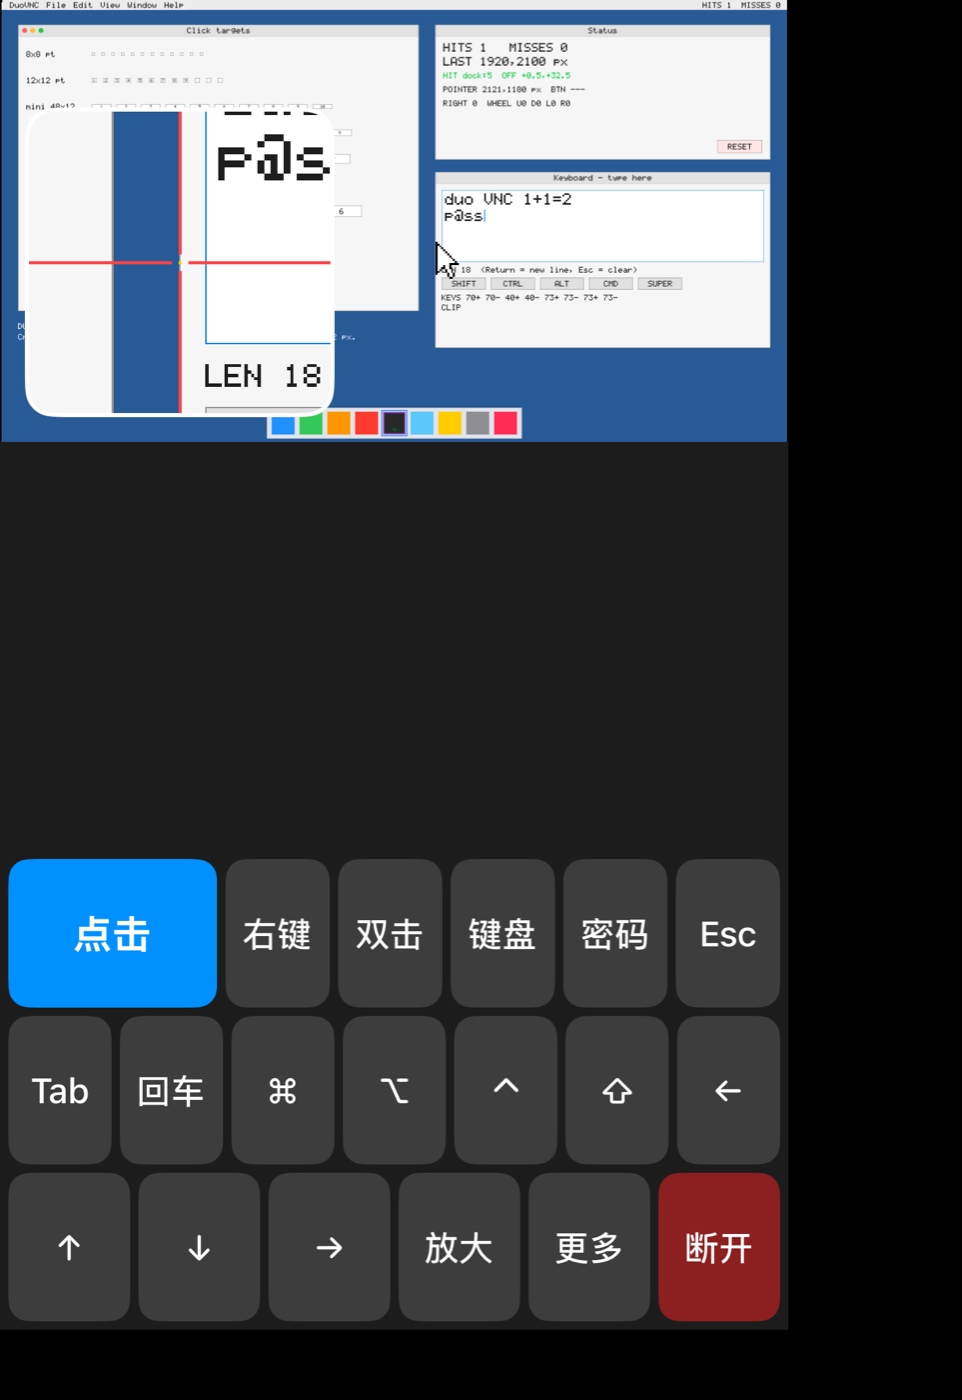 DuoVNC File Edit View Window Help
HITS 1 MISSES 0
Click targets
8x8 pt
12x12 pt
mini 48x12
6
p@s
LEN 18
Status
HITS 1 MISSES 0
LAST 1920,2100 px
HIT dock:5 OFF +0.5,+32.5
POINTER 2121,1180 px BTN ---
RIGHT 0 WHEEL U0 D0 L0 R0
RESET
Keyboard - type here
duo VNC 1+1=2
p@ss
18 (Return = new line, Esc = clear)
SHIFT CTRL ALT CMD SUPER
KEYS 70+ 70- 40+ 40- 73+ 73- 73+ 73-
CLIP
px.
点击 右键 双击 键盘 密码 Esc
Tab 回车 ⌘ ⌥ ^ ⇧ ←
↑ ↓ → 放大 更多 断开